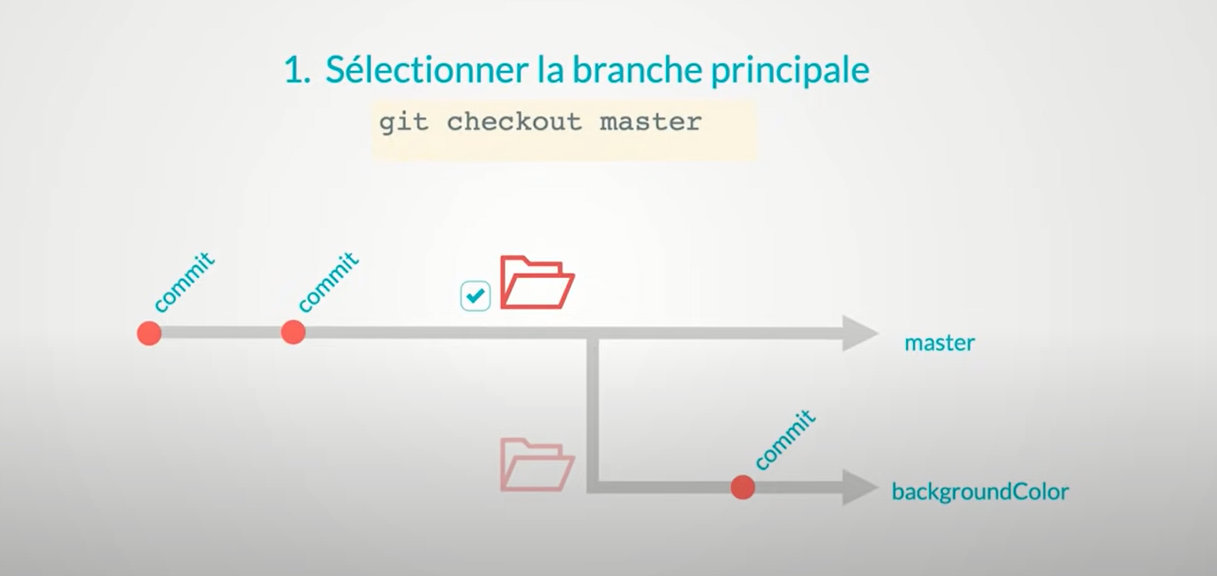 1. Sélectionner la branche principale
git checkout master
commit
commit
master
commit
backgroundColor